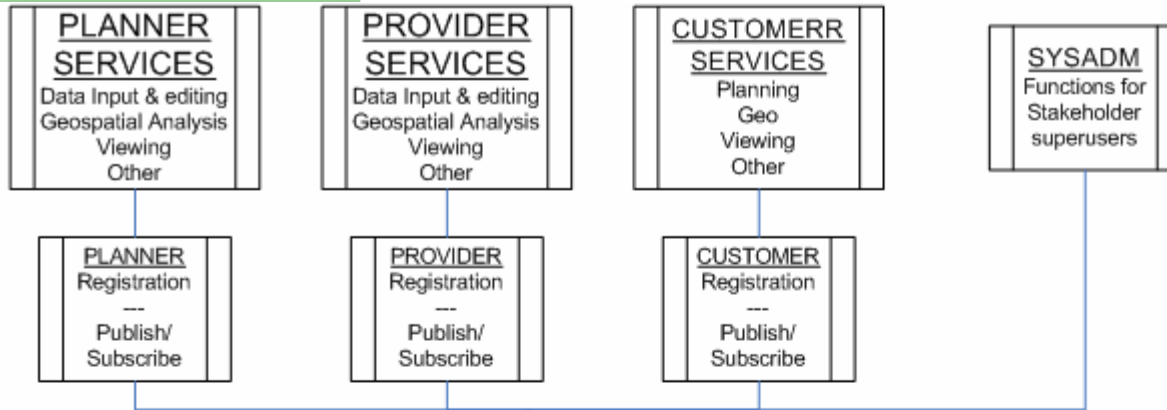 PLANNER
SERVICES
Data Input & editing
Geospatial Analysis
Viewing
Other
PROVIDER
SERVICES
Data Input & editing
Geospatial Analysis
Viewing
Other
CUSTOMERR
SERVICES
Planning
Geo
Viewing
Other
SYSADM
Functions for
Stakeholder
superusers
PLANNER
Registration
---
Publish/
Subscribe
PROVIDER
Registration
---
Publish/
Subscribe
CUSTOMER
Registration
---
Publish/
Subscribe